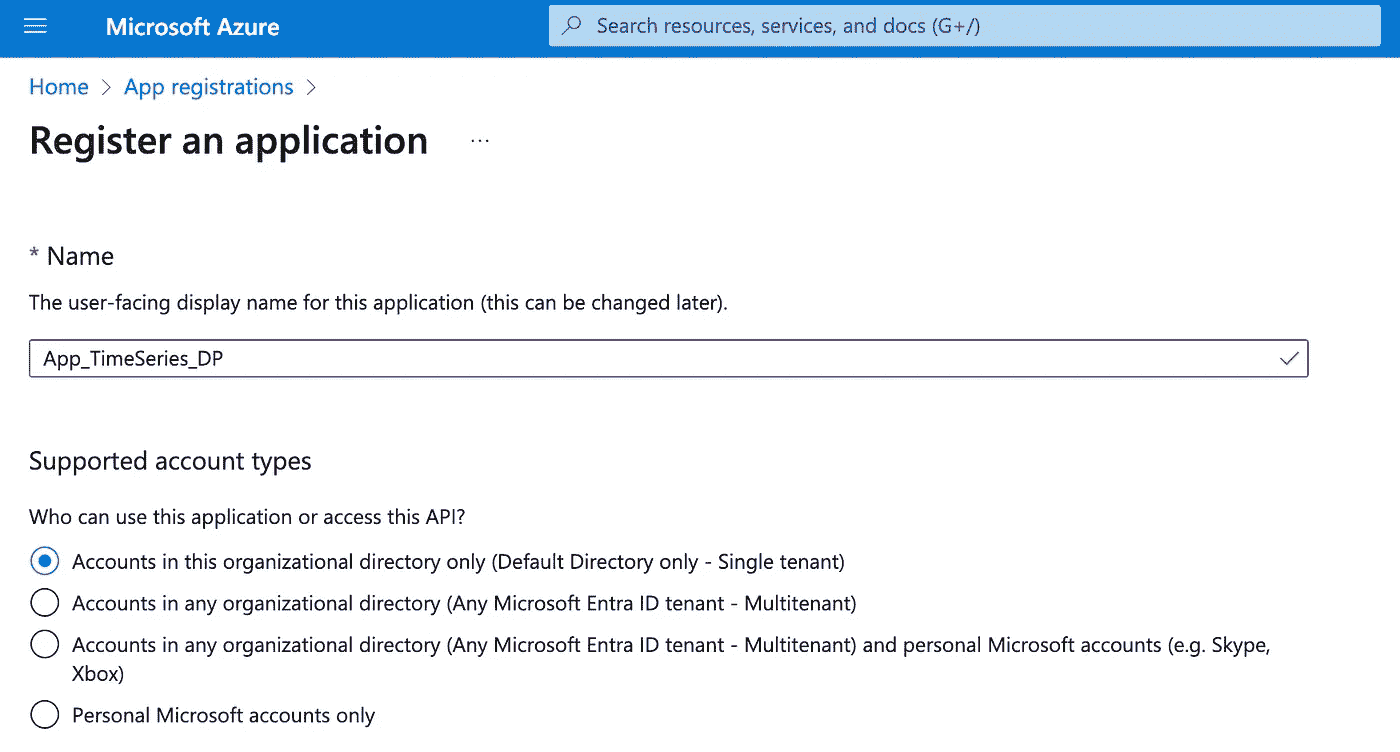 Microsoft Azure
Search resources, services, and docs (G+/)
Home > App registrations >
Register an application ...
* Name
The user-facing display name for this application (this can be changed later).
App_TimeSeries_DP
Supported account types
Who can use this application or access this API?
Accounts in this organizational directory only (Default Directory only - Single tenant)
Accounts in any organizational directory (Any Microsoft Entra ID tenant - Multitenant)
Accounts in any organizational directory (Any Microsoft Entra ID tenant - Multitenant) and personal Microsoft accounts (e.g. Skype,
Xbox)
Personal Microsoft accounts only